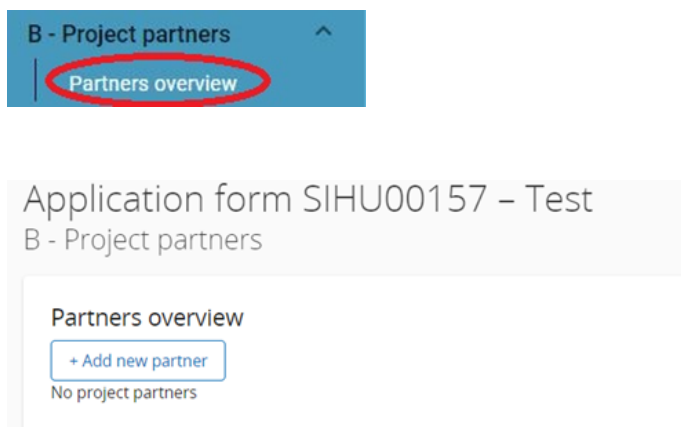 B - Project partners
Partners overview
Application form SIHU00157 – Test
B - Project partners
Partners overview
+ Add new partner
No project partners